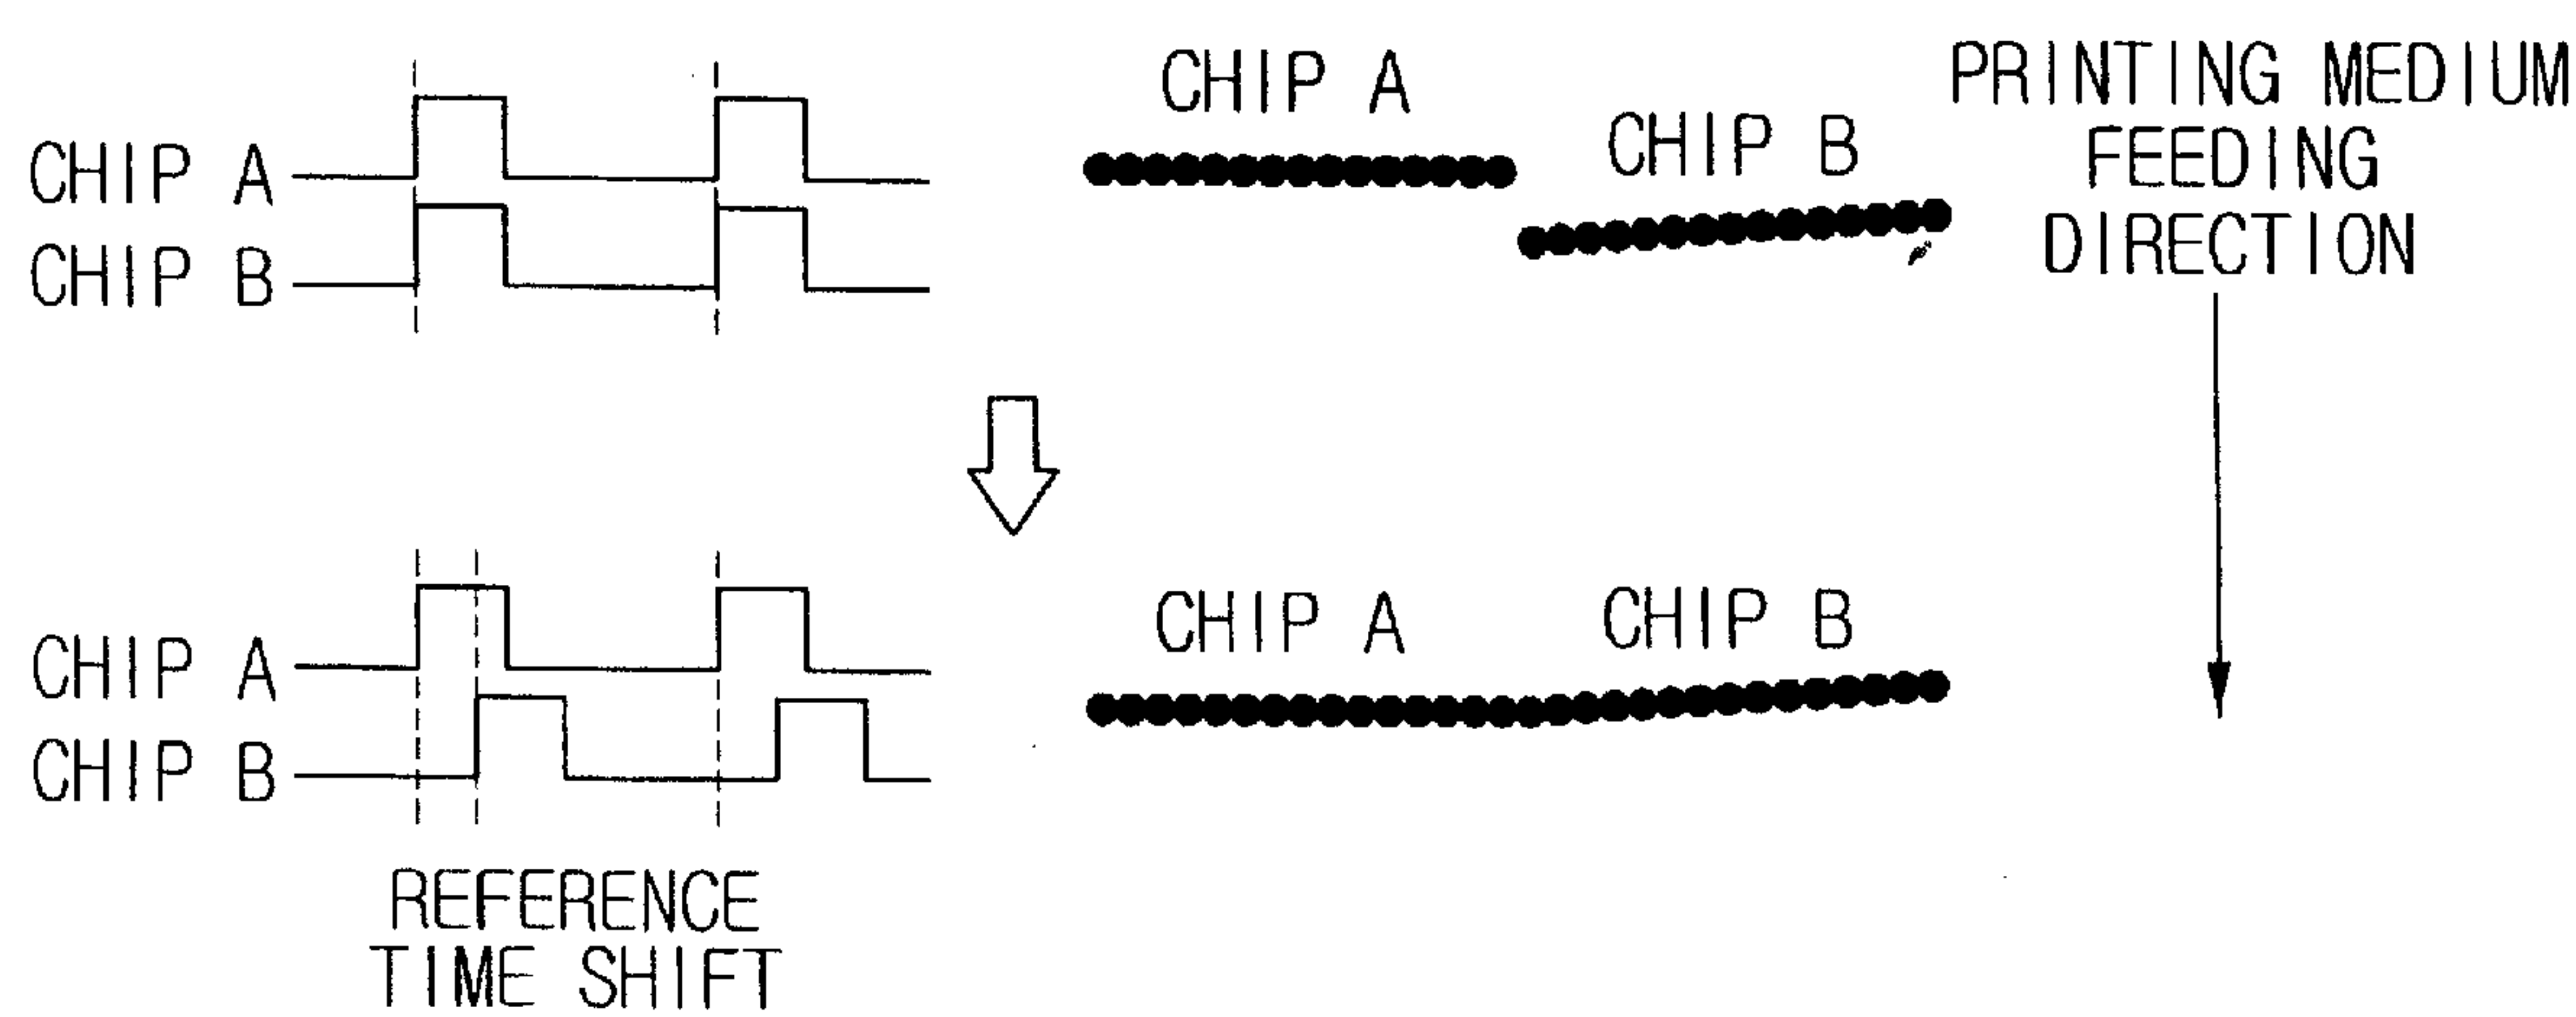 CHIP A
CHIP B
CHIP A
CHIP B
PRINTING MEDIUM
FEEDING
DIRECTION
CHIP A
CHIP B
REFERENCE
TIME SHIFT
CHIP A
CHIP B